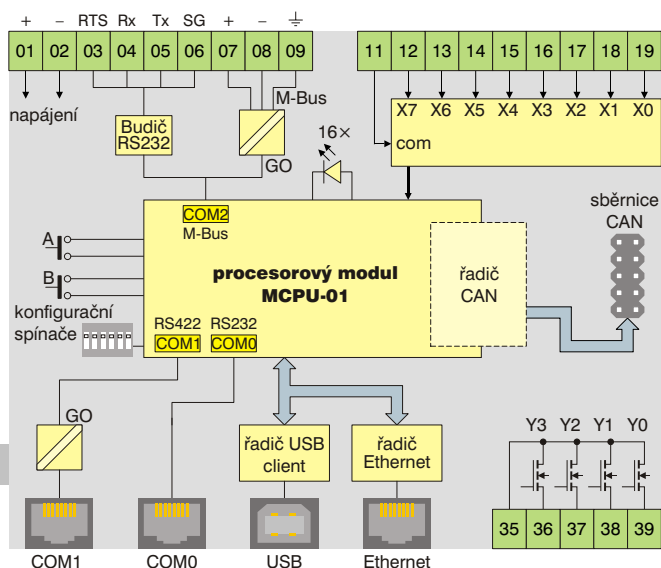 + – RTS Rx Tx SG + –
01 02 03 04 05 06 07 08 09
11 12 13 14 15 16 17 18 19
napájení
M-Bus
Budič
RS232
GO
16×
X7 X6 X5 X4 X3 X2 X1 X0
com
COM2
M-Bus
sběrnice
CAN
A
B
procesorový modul
MCPU-01
řadič
CAN
konfigurační
spínače
RS422 RS232
COM1 COM0
GO
řadič USB
client
řadič
Ethernet
Y3 Y2 Y1 Y0
35 36 37 38 39
COM1 COM0 USB Ethernet